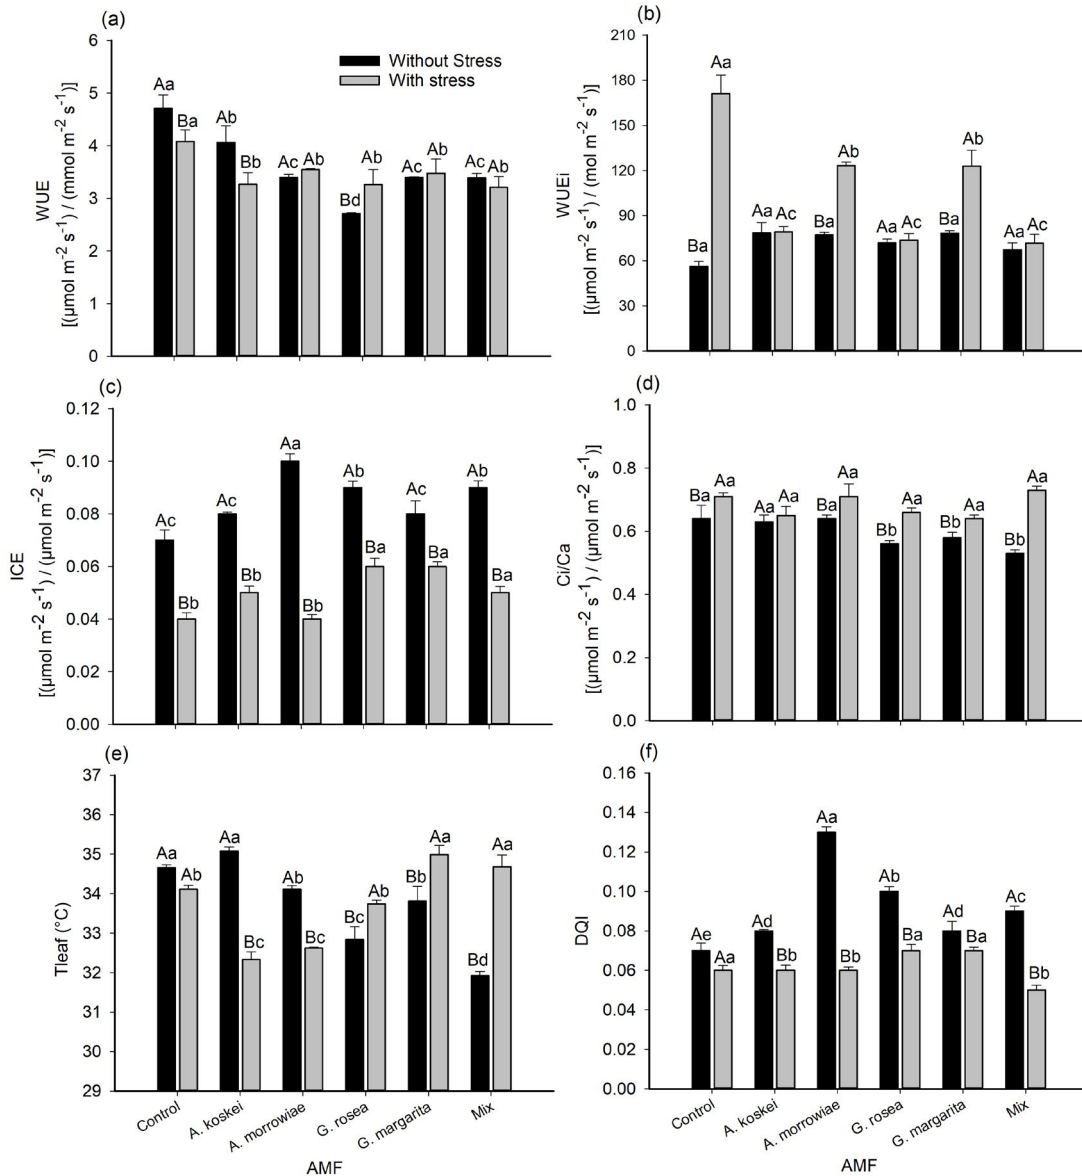 (a)
6
5
4
3
2
1
0
WUE
[(µmol m-2 s-1) / (mmol m-2 s-1)]
Without Stress
With stress
Aa Ba Ab Bb Ac Ab Bd Ab Ac Ab Ac Ab
(b)
210
180
150
120
90
60
30
0
WUEi
[(µmol m-2 s-1) / (mol m-2 s-1)]
Ba Aa Aa Ac Ba Ab Aa Ac Ba Ab Aa Ac
(c)
0.12
0.10
0.08
0.06
0.04
0.02
0.00
ICE
[(µmol m-2 s-1) / (µmol m-2 s-1)]
Ac Bb Ac Bb Aa Bb Ab Ba Ac Ba Ab Ba
(d)
1.0
0.8
0.6
0.4
0.2
0.0
Ci/Ca
[(µmol m-2 s-1) / (µmol m-2 s-1)]
Ba Aa Aa Aa Ba Aa Bb Aa Bb Aa Bb Aa
(e)
37
36
35
34
33
32
31
30
29
Tleaf (°C)
Aa Ab Aa Bc Ab Bc Bc Ab Bb Aa Bd Aa
Control A. koskei A. morrowiae G. rosea G. margarita Mix
AMF
(f)
0.16
0.14
0.12
0.10
0.08
0.06
0.04
0.02
0.00
DQI
Ae Aa Ad Bb Aa Bb Ab Ba Ad Ba Ac Bb
Control A. koskei A. morrowiae G. rosea G. margarita Mix
AMF